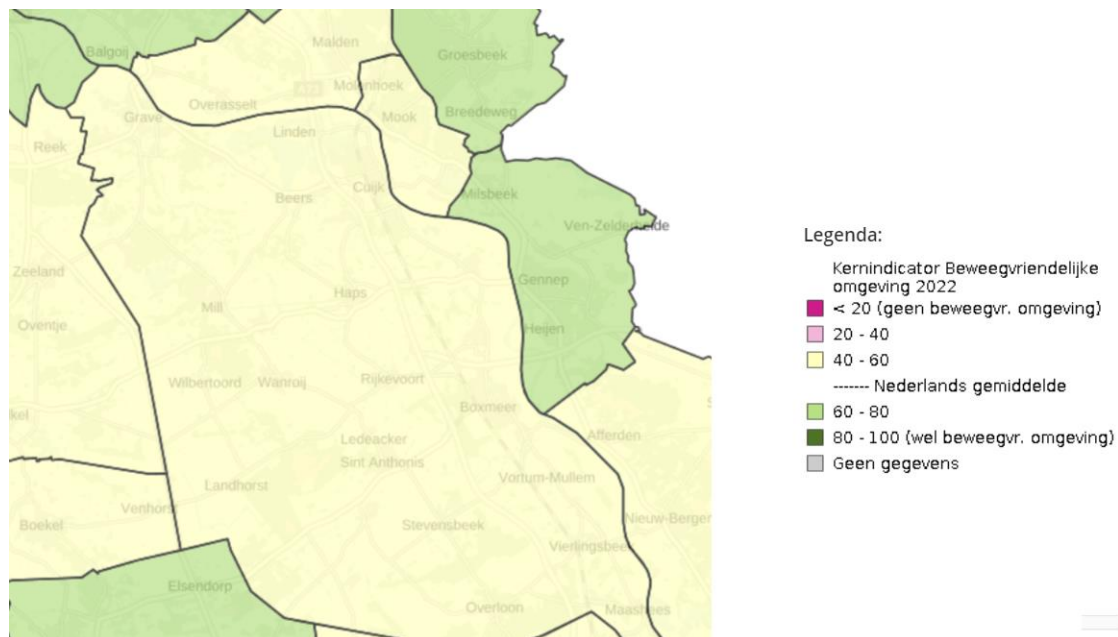 Malden
Balgoij
Groesbeek
Molenhoek
A73
Overasselt
Breedeweg
Grave
Mook
Linden
Reek
Cuijk
Milsbeek
Beers
Ven-Zelderheide
Zeeland
Gennep
Haps
Mill
Oventje
Heijen
Wilbertoord
Wanroij
Rijkevoort
Boxmeer
Afferden
Ledeacker
Sint Anthonis
Vortum-Mullem
Landhorst
Venhorst
Boekel
Stevensbeek
Nieuw-Bergen
Vierlingsbeek
Elsendorp
Overloon
Maashees
Legenda:
Kernindicator Beweegvriendelijke
omgeving 2022
< 20 (geen beweegvr. omgeving)
20 - 40
40 - 60
------- Nederlands gemiddelde
60 - 80
80 - 100 (wel beweegvr. omgeving)
Geen gegevens